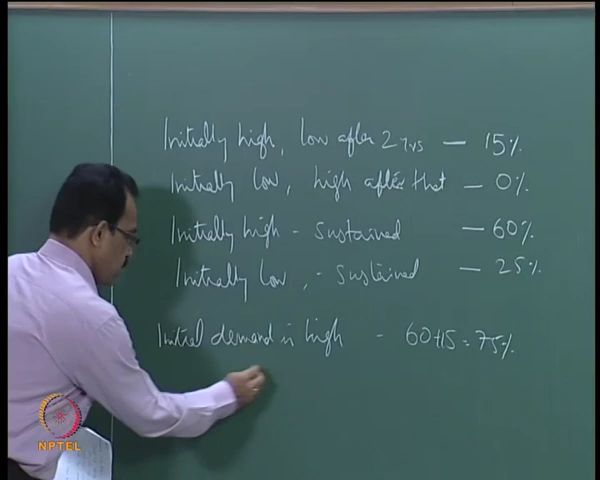 Initially high, low after 2 yrs — 15%
Initially low, high after that — 0%
Initially high - sustained — 60%
Initially low, - sustained — 25%
Initial demand is high - 60+15 = 75%
NPTEL